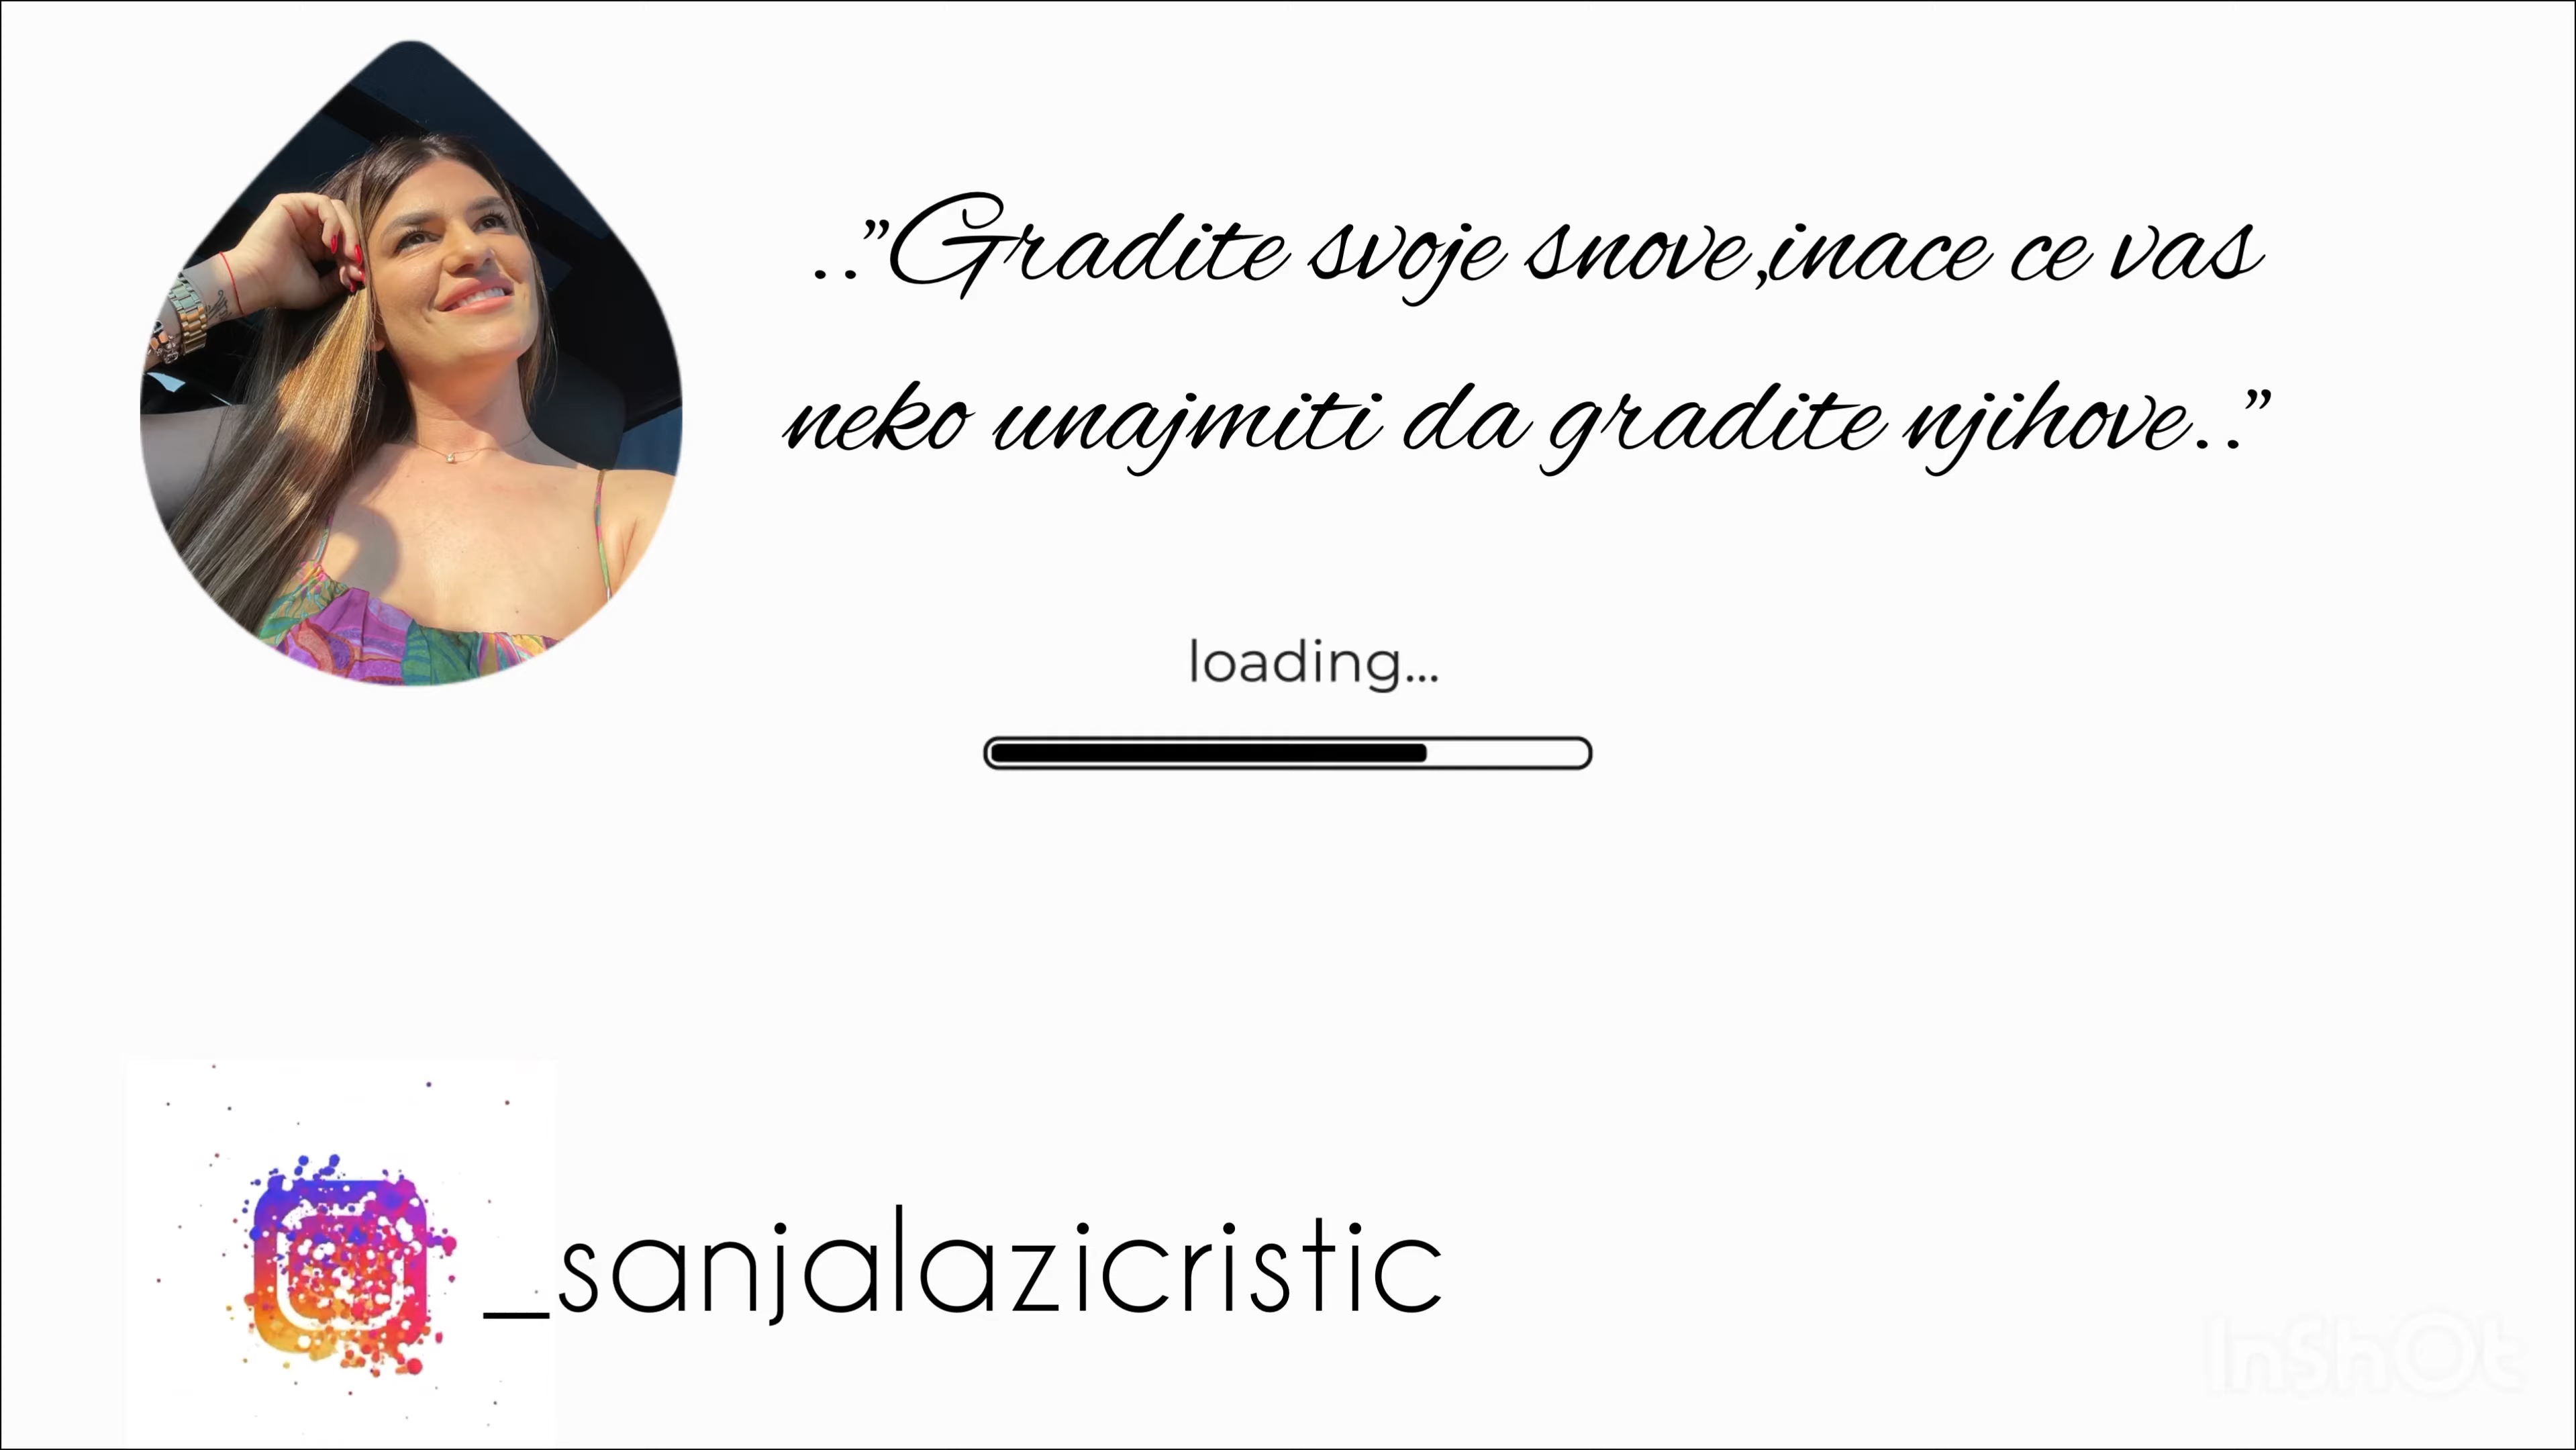 ..”Gradite svoje snove,inace ce vas
neko unajmiti da gradite njihove..”
loading...
_sanjalazicristic
InShOt